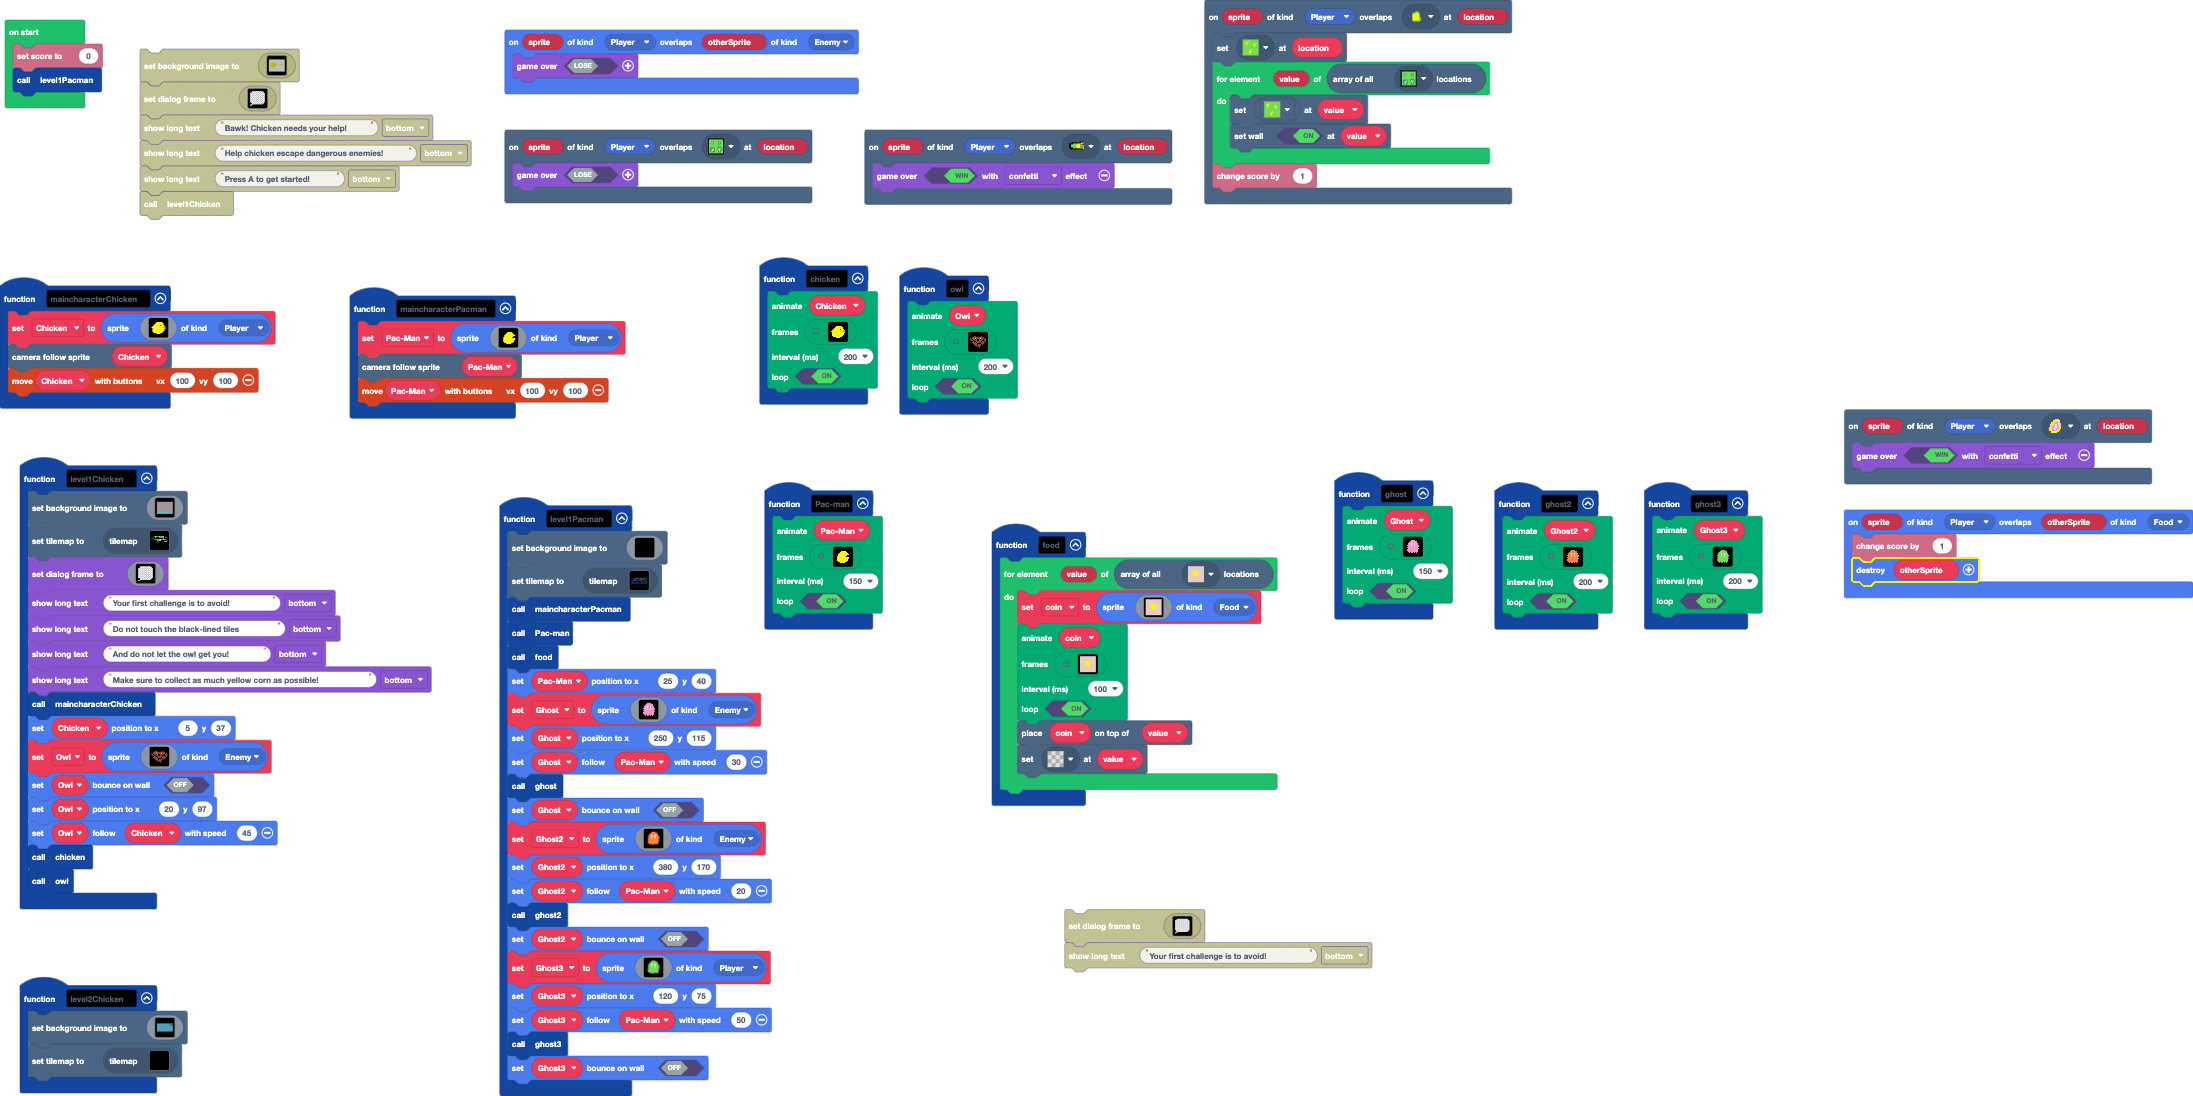 on start
set score to 0
call level1Pacman
set background image to
set dialog frame to
show long text "Bawk! Chicken needs your help!" bottom
show long text "Help chicken escape dangerous enemies!" bottom
show long text "Press A to get started!" bottom
call level1Chicken
on sprite of kind Player overlaps otherSprite of kind Enemy
game over LOSE
on sprite of kind Player overlaps at location
game over LOSE
on sprite of kind Player overlaps at location
game over WIN with confetti effect
on sprite of kind Player overlaps at location
set at location
for element value of array of all locations
do
set at value
set wall ON at value
change score by 1
function maincharacterChicken
set Chicken to sprite of kind Player
camera follow sprite Chicken
move Chicken with buttons vx 100 vy 100
function maincharacterPacman
set Pac-Man to sprite of kind Player
camera follow sprite Pac-Man
move Pac-Man with buttons vx 100 vy 100
function chicken
animate Chicken
frames
interval (ms) 200
loop ON
function owl
animate Owl
frames
interval (ms) 200
loop ON
function level1Chicken
set background image to
set tilemap to tilemap
set dialog frame to
show long text "Your first challenge is to avoid!" bottom
show long text "Do not touch the black-lined tiles" bottom
show long text "And do not let the owl get you!" bottom
show long text "Make sure to collect as much yellow corn as possible!" bottom
call maincharacterChicken
set Chicken position to x 5 y 37
set Owl to sprite of kind Enemy
set Owl bounce on wall OFF
set Owl position to x 20 y 97
set Owl follow Chicken with speed 45
call chicken
call owl
function level2Chicken
set background image to
set tilemap to tilemap
function level1Pacman
set background image to
set tilemap to tilemap
call maincharacterPacman
call Pac-man
call food
set Pac-Man position to x 25 y 40
set Ghost to sprite of kind Enemy
set Ghost position to x 250 y 115
set Ghost follow Pac-Man with speed 30
call ghost
set Ghost bounce on wall OFF
set Ghost2 to sprite of kind Enemy
set Ghost2 position to x 380 y 170
set Ghost2 follow Pac-Man with speed 20
call ghost2
set Ghost2 bounce on wall OFF
set Ghost3 to sprite of kind Player
set Ghost3 position to x 120 y 75
set Ghost3 follow Pac-Man with speed 50
call ghost3
set Ghost3 bounce on wall OFF
function Pac-man
animate Pac-Man
frames
interval (ms) 150
loop ON
function food
for element value of array of all locations
do
set coin to sprite of kind Food
animate coin
frames
interval (ms) 100
loop ON
place coin on top of value
set at value
function ghost
animate Ghost
frames
interval (ms) 150
loop ON
function ghost2
animate Ghost2
frames
interval (ms) 200
loop ON
function ghost3
animate Ghost3
frames
interval (ms) 200
loop ON
on sprite of kind Player overlaps at location
game over WIN with confetti effect
on sprite of kind Player overlaps otherSprite of kind Food
change score by 1
destroy otherSprite
set dialog frame to
show long text "Your first challenge is to avoid!" bottom